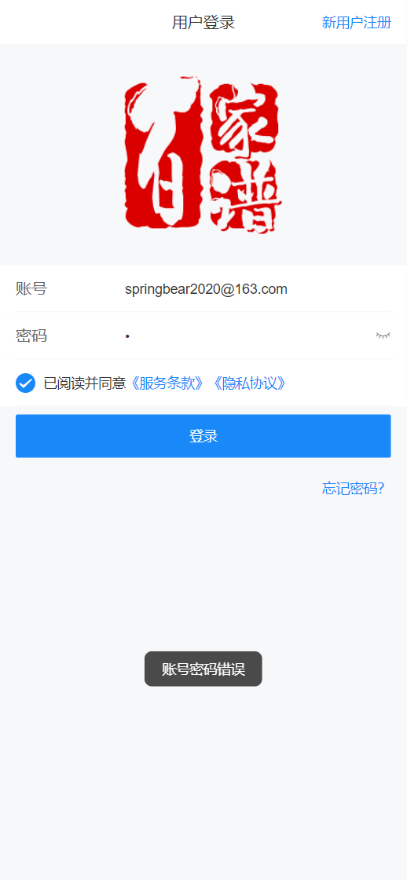 用户登录 新用户注册
百家谱
账号 springbear2020@163.com
密码 •
已阅读并同意《服务条款》《隐私协议》
登录
忘记密码?
账号密码错误